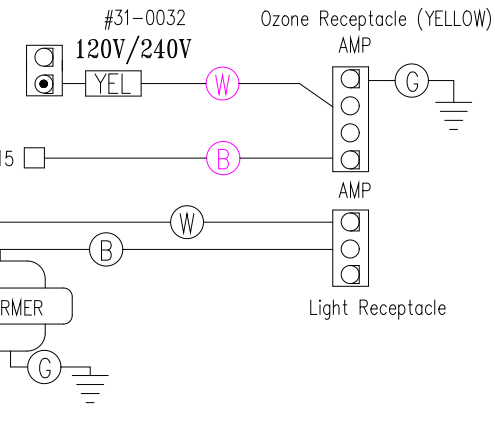 #31-0032
Ozone Receptacle (YELLOW)
120V/240V
AMP
YEL
W
G
15
B
AMP
W
B
RMER
Light Receptacle
G